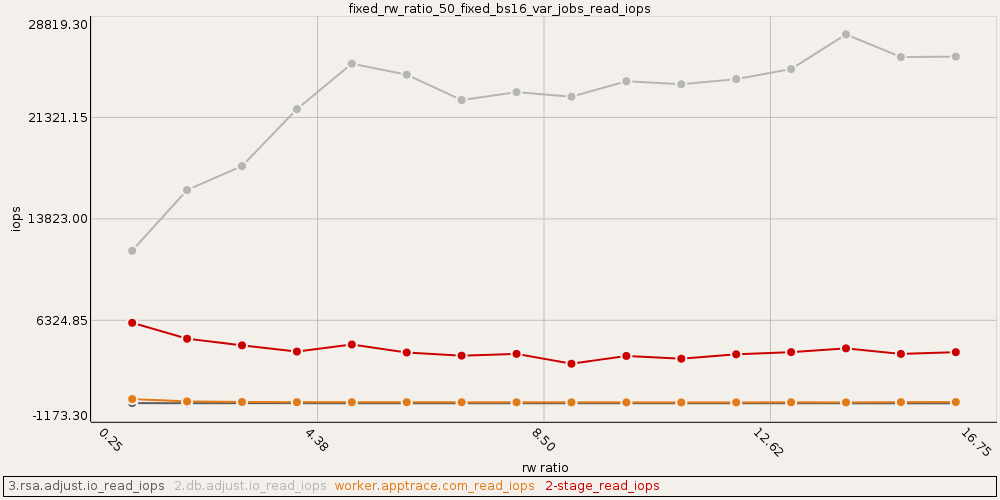 fixed_rw_ratio_50_fixed_bs16_var_jobs_read_iops
28819.30
21321.15
13823.00
6324.85
-1173.30
iops
0.25
4.38
8.50
12.62
16.75
rw ratio
3.rsa.adjust.io_read_iops 2.db.adjust.io_read_iops worker.apptrace.com_read_iops 2-stage_read_iops